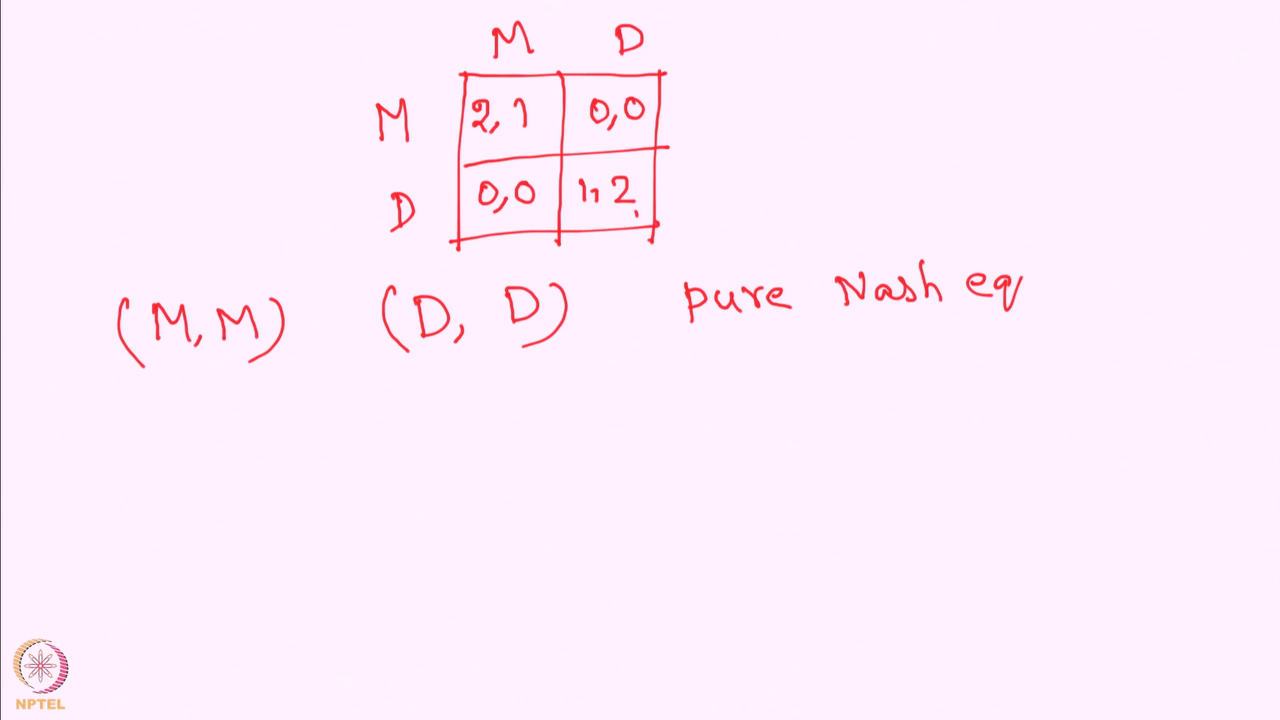 M D
M 2,1 0,0
D 0,0 1,2
(M,M) (D, D) pure Nash eq
NPTEL